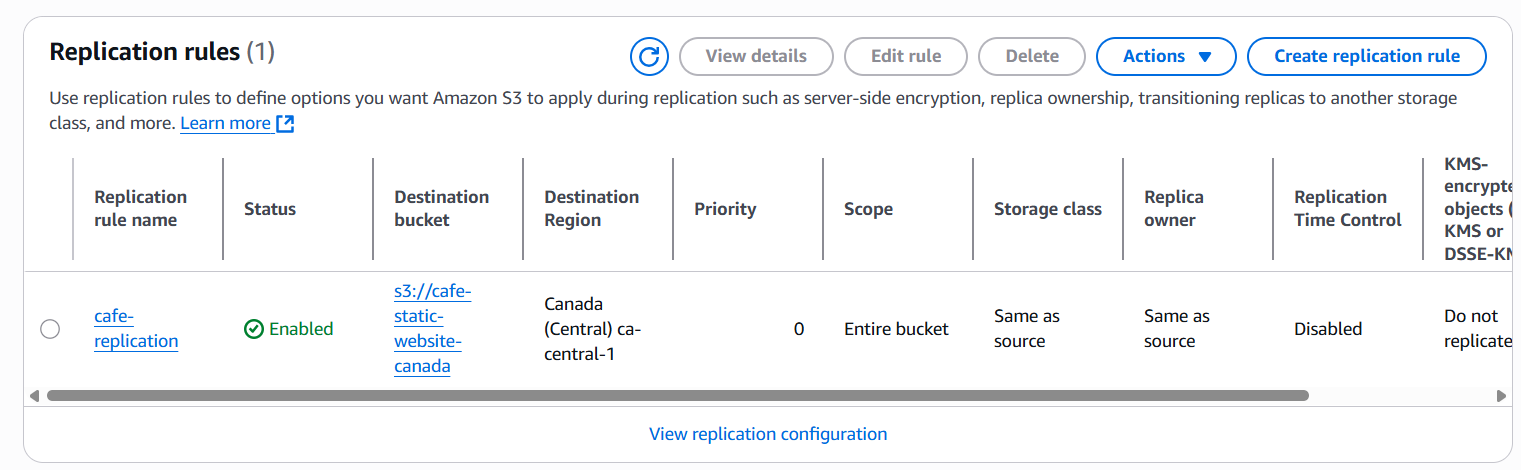 Replication rules (1)
View details
Edit rule
Delete
Actions
Create replication rule
Use replication rules to define options you want Amazon S3 to apply during replication such as server-side encryption, replica ownership, transitioning replicas to another storage
class, and more. Learn more
Replication
rule name
Status
Destination
bucket
Destination
Region
Priority
Scope
Storage class
Replica
owner
Replication
Time Control
KMS-
encrypte
objects (
KMS or
DSSE-KM
cafe-
replication
Enabled
s3://cafe-
static-
website-
canada
Canada
(Central) ca-
central-1
0
Entire bucket
Same as
source
Same as
source
Disabled
Do not
replicate
View replication configuration